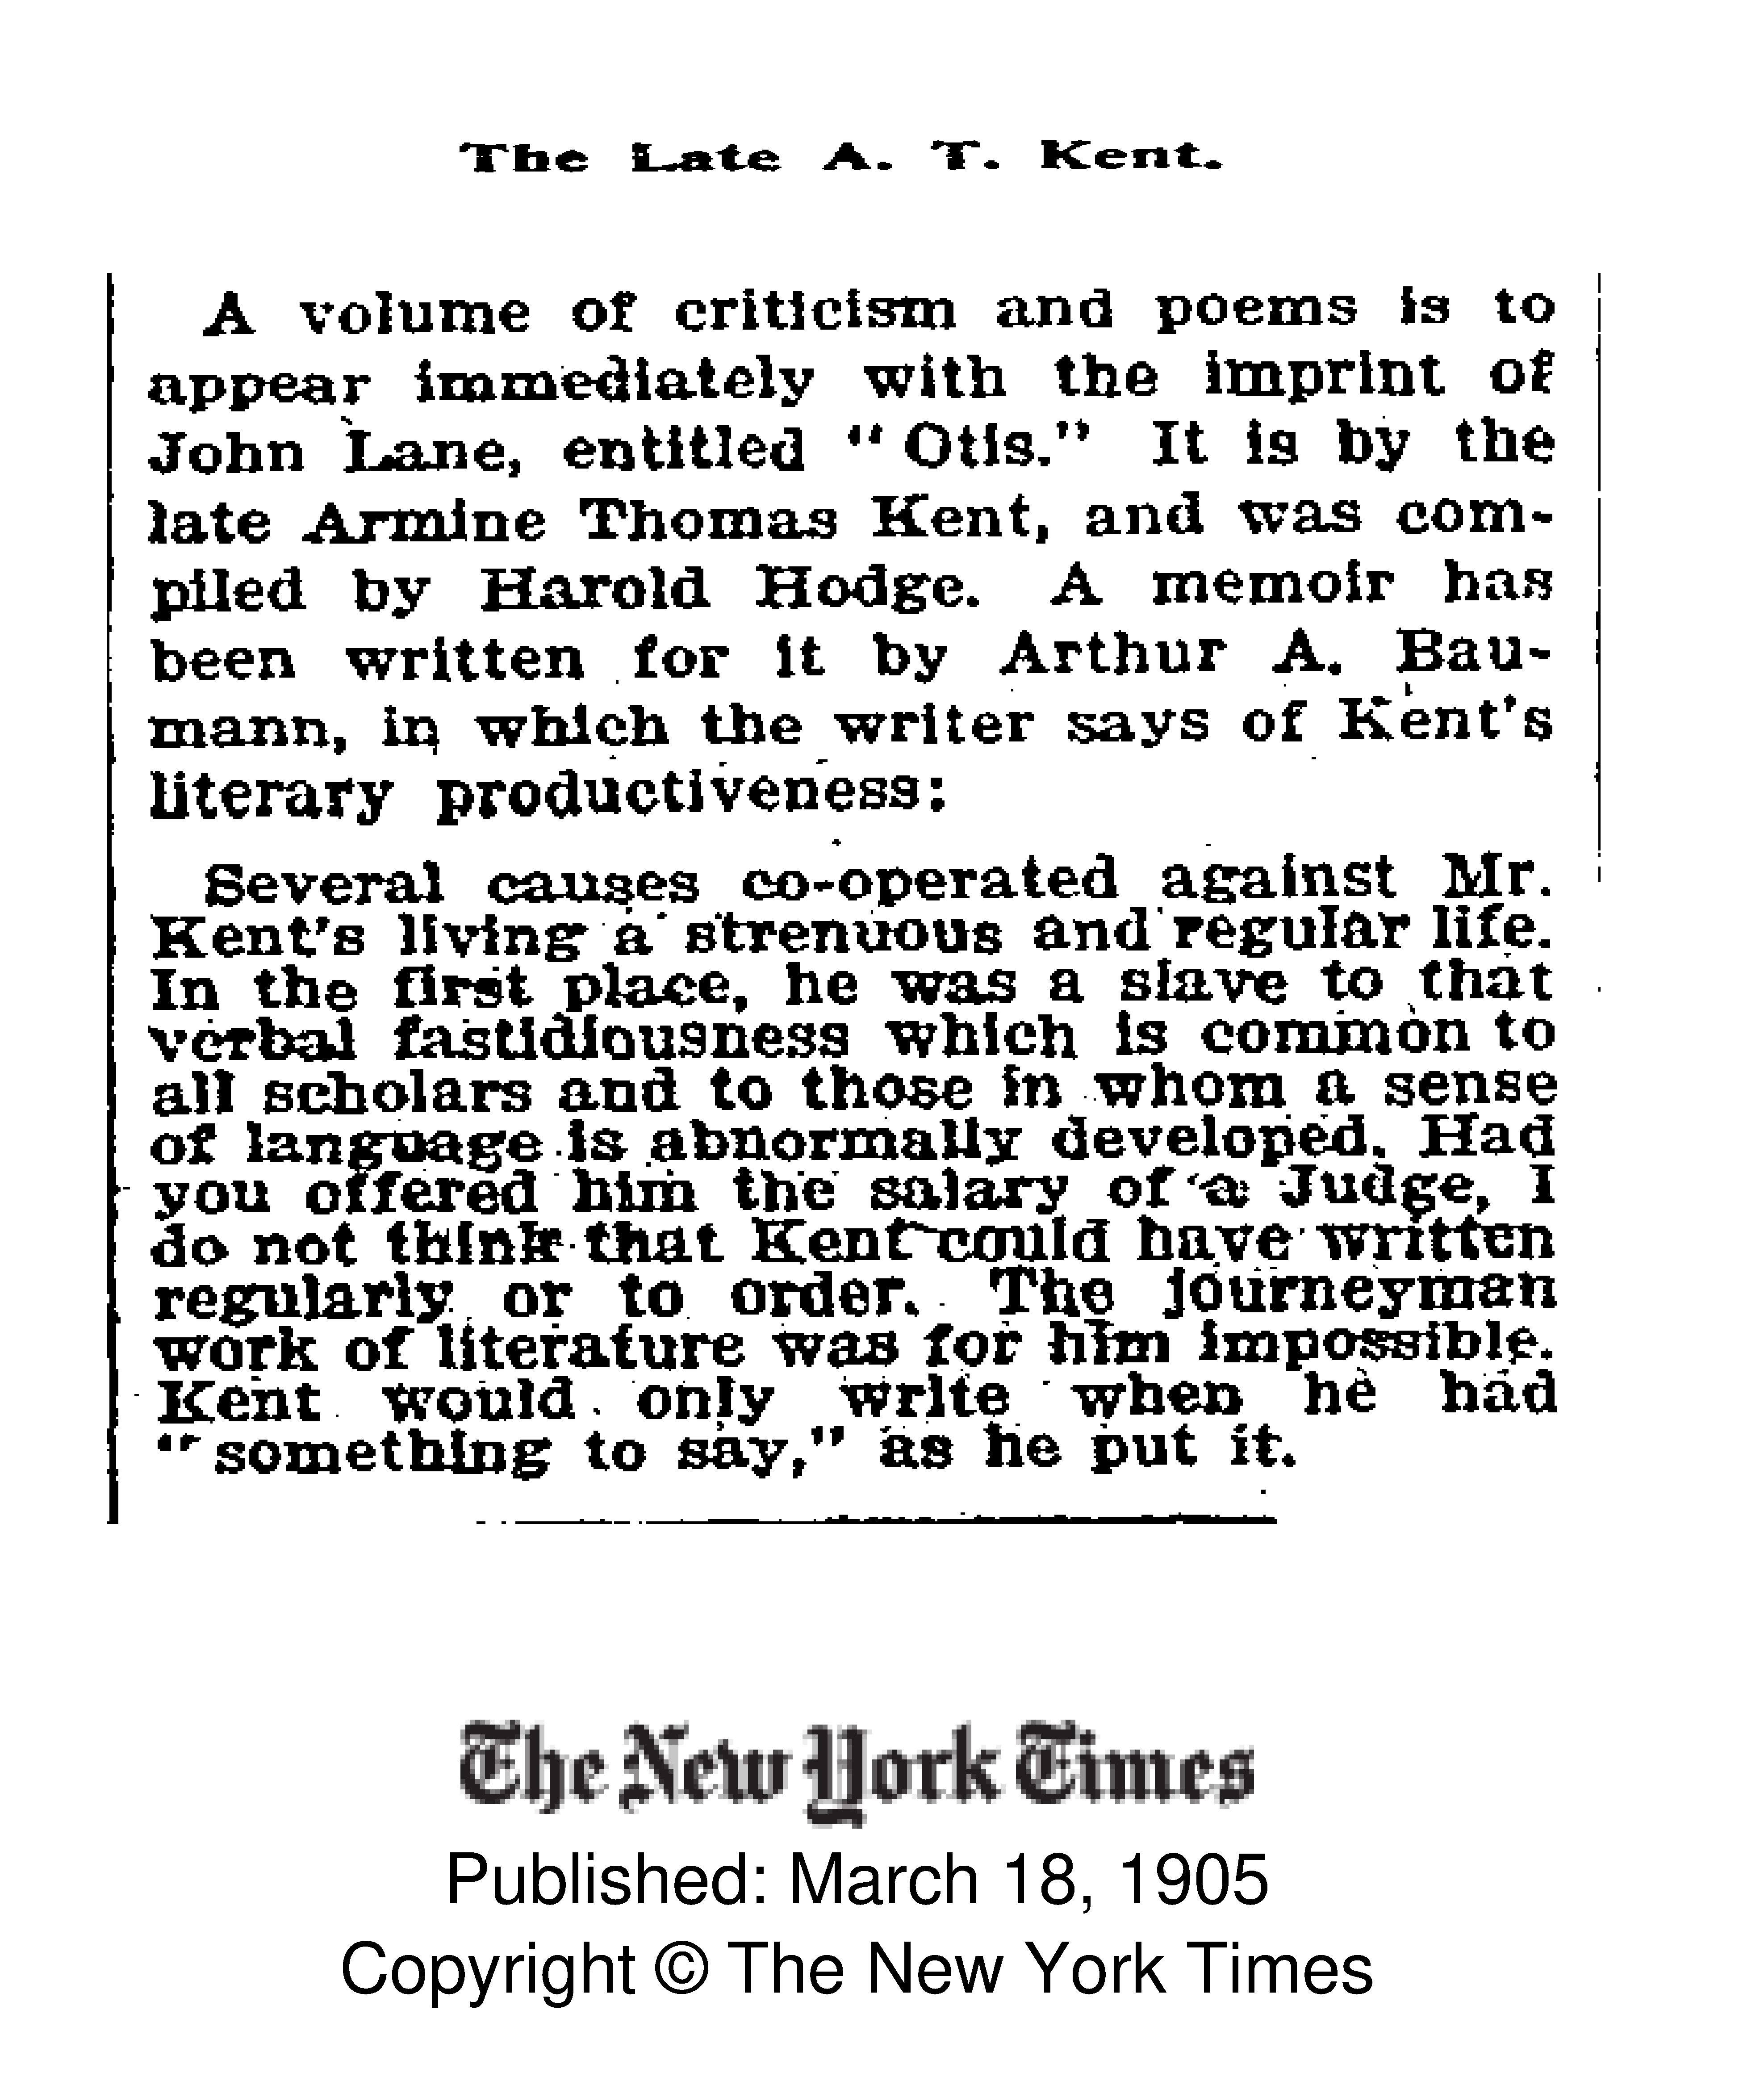 The Late A. T. Kent.
A volume of criticism and poems is to
appear immediately with the imprint of
John Lane, entitled "Otis." It is by the
late Armine Thomas Kent, and was com-
piled by Harold Hodge. A memoir has
been written for it by Arthur A. Bau-
mann, in which the writer says of Kent's
literary productiveness:
Several causes co-operated against Mr.
Kent's living a strenuous and regular life.
In the first place, he was a slave to that
verbal fastidiousness which is common to
all scholars and to those in whom a sense
of language is abnormally developed. Had
you offered him the salary of a Judge, I
do not think that Kent could have written
regularly or to order. The journeyman
work of literature was for him impossible.
Kent would only write when he had
"something to say," as he put it.
The New York Times
Published: March 18, 1905
Copyright © The New York Times